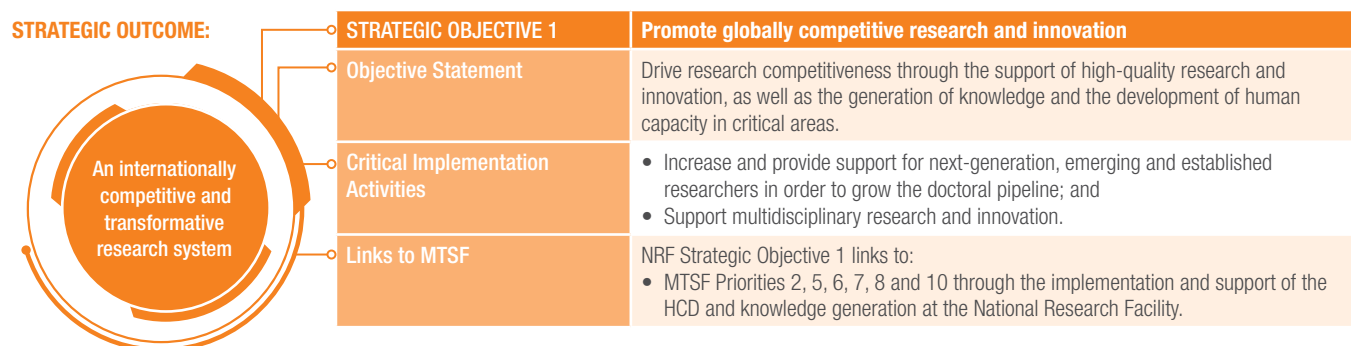 STRATEGIC OUTCOME:
An internationally
competitive and
transformative
research system
STRATEGIC OBJECTIVE 1
Promote globally competitive research and innovation
Objective Statement
Drive research competitiveness through the support of high-quality research and
innovation, as well as the generation of knowledge and the development of human
capacity in critical areas.
Critical Implementation
Activities
• Increase and provide support for next-generation, emerging and established
researchers in order to grow the doctoral pipeline; and
• Support multidisciplinary research and innovation.
Links to MTSF
NRF Strategic Objective 1 links to:
• MTSF Priorities 2, 5, 6, 7, 8 and 10 through the implementation and support of the
HCD and knowledge generation at the National Research Facility.